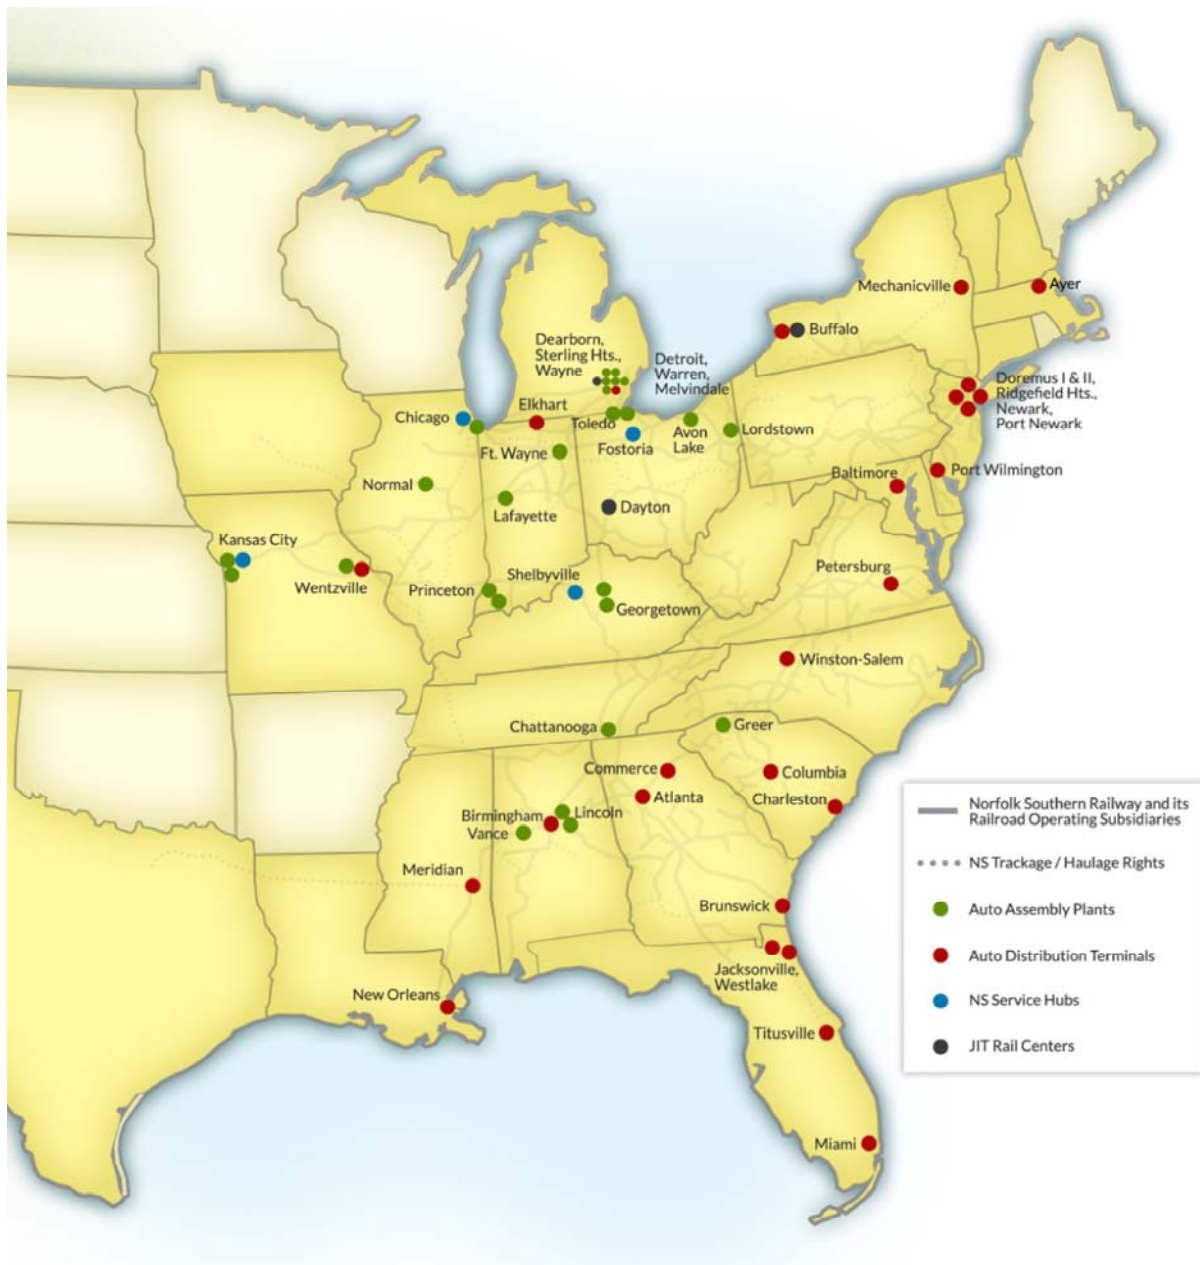 Mechanicville
Ayer
Buffalo
Dearborn,
Sterling Hts.,
Wayne
Detroit,
Warren,
Melvindale
Doremus I & II,
Ridgefield Hts.,
Newark,
Port Newark
Elkhart
Chicago
Toledo
Avon
Lake
Lordstown
Ft. Wayne
Fostoria
Baltimore
Port Wilmington
Normal
Lafayette
Dayton
Kansas City
Wentzville
Princeton
Shelbyville
Georgetown
Petersburg
Winston-Salem
Chattanooga
Greer
Commerce
Columbia
Atlanta
Charleston
Birmingham
Lincoln
Vance
Meridian
Brunswick
Jacksonville,
Westlake
New Orleans
Titusville
Miami
Norfolk Southern Railway and its
Railroad Operating Subsidiaries
NS Trackage / Haulage Rights
Auto Assembly Plants
Auto Distribution Terminals
NS Service Hubs
JIT Rail Centers